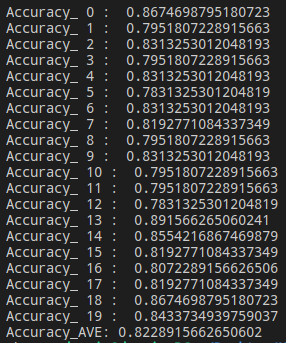 Accuracy_ 0 :  0.8674698795180723
Accuracy_ 1 :  0.7951807228915663
Accuracy_ 2 :  0.8313253012048193
Accuracy_ 3 :  0.7951807228915663
Accuracy_ 4 :  0.8313253012048193
Accuracy_ 5 :  0.7831325301204819
Accuracy_ 6 :  0.8313253012048193
Accuracy_ 7 :  0.8192771084337349
Accuracy_ 8 :  0.7951807228915663
Accuracy_ 9 :  0.8313253012048193
Accuracy_ 10 :  0.7951807228915663
Accuracy_ 11 :  0.7951807228915663
Accuracy_ 12 :  0.7831325301204819
Accuracy_ 13 :  0.891566265060241
Accuracy_ 14 :  0.8554216867469879
Accuracy_ 15 :  0.8192771084337349
Accuracy_ 16 :  0.8072289156626506
Accuracy_ 17 :  0.8192771084337349
Accuracy_ 18 :  0.8674698795180723
Accuracy_ 19 :  0.8433734939759037
Accuracy_AVE: 0.8228915662650602